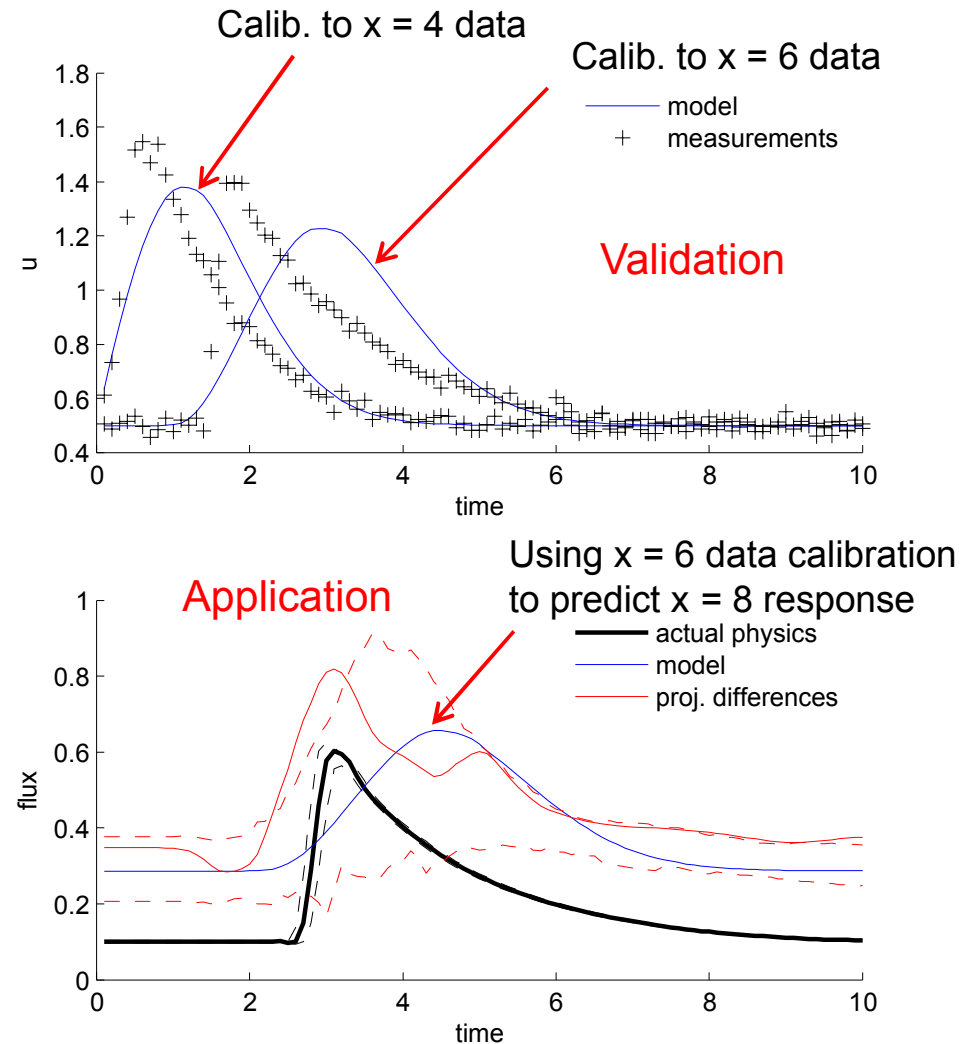 Calib. to x = 4 data
Calib. to x = 6 data
model
measurements
1.8
1.6
1.4
1.2
1
0.8
0.6
0.4
u
Validation
0
2
4
6
8
10
time
Using x = 6 data calibration
to predict x = 8 response
Application
actual physics
model
proj. differences
1
0.8
0.6
0.4
0.2
0
flux
0
2
4
6
8
10
time